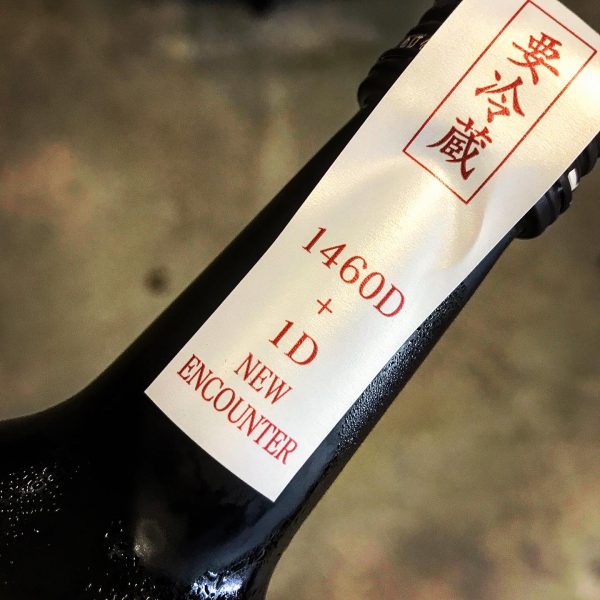 要冷蔵
1460D
+
1D
NEW
ENCOUNTER